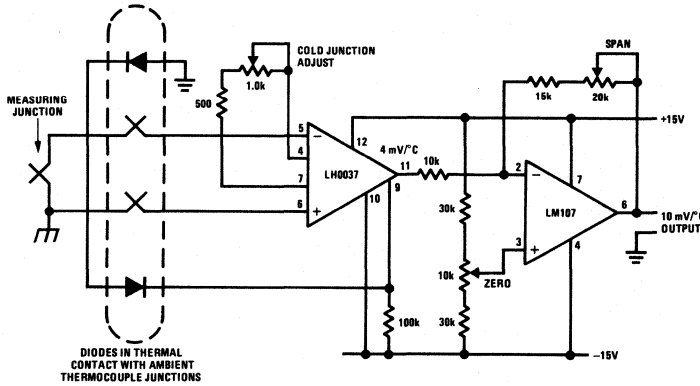 SPAN
COLD JUNCTION
ADJUST
1.0k
500
15k
20k
MEASURING
JUNCTION
+15V
5
12
4 mV/°C
4
LH0037
11
10k
2
7
7
9
30k
LM107
6
10 mV/°C
OUTPUT
6
10
3
4
10k
ZERO
100k
30k
−15V
DIODES IN THERMAL
CONTACT WITH AMBIENT
THERMOCOUPLE JUNCTIONS